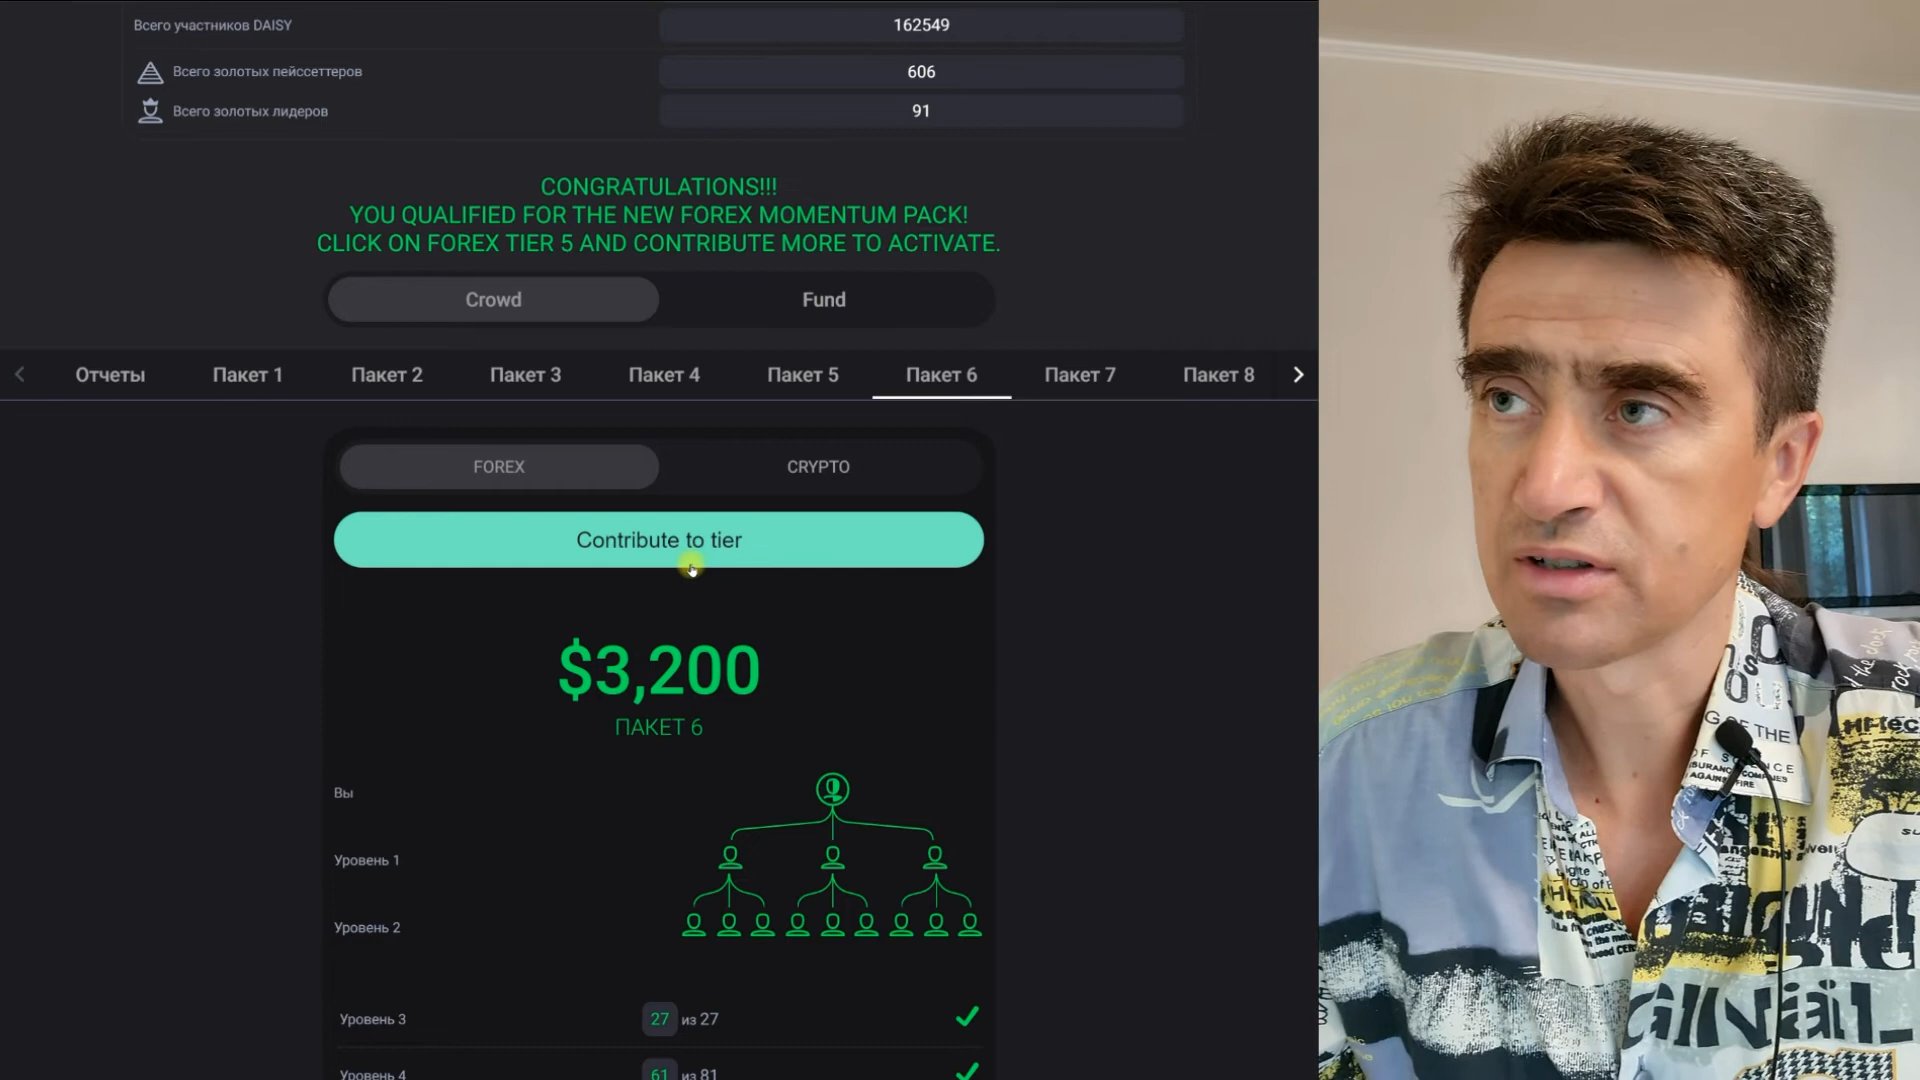 Всего участников DAISY
162549
Всего золотых пейссеттеров
606
Всего золотых лидеров
91
CONGRATULATIONS!!!
YOU QUALIFIED FOR THE NEW FOREX MOMENTUM PACK!
CLICK ON FOREX TIER 5 AND CONTRIBUTE MORE TO ACTIVATE.
Crowd
Fund
Отчеты
Пакет 1
Пакет 2
Пакет 3
Пакет 4
Пакет 5
Пакет 6
Пакет 7
Пакет 8
FOREX
CRYPTO
Contribute to tier
$3,200
ПАКЕТ 6
Вы
Уровень 1
Уровень 2
Уровень 3
27 из 27
Уровень 4
61 из 81